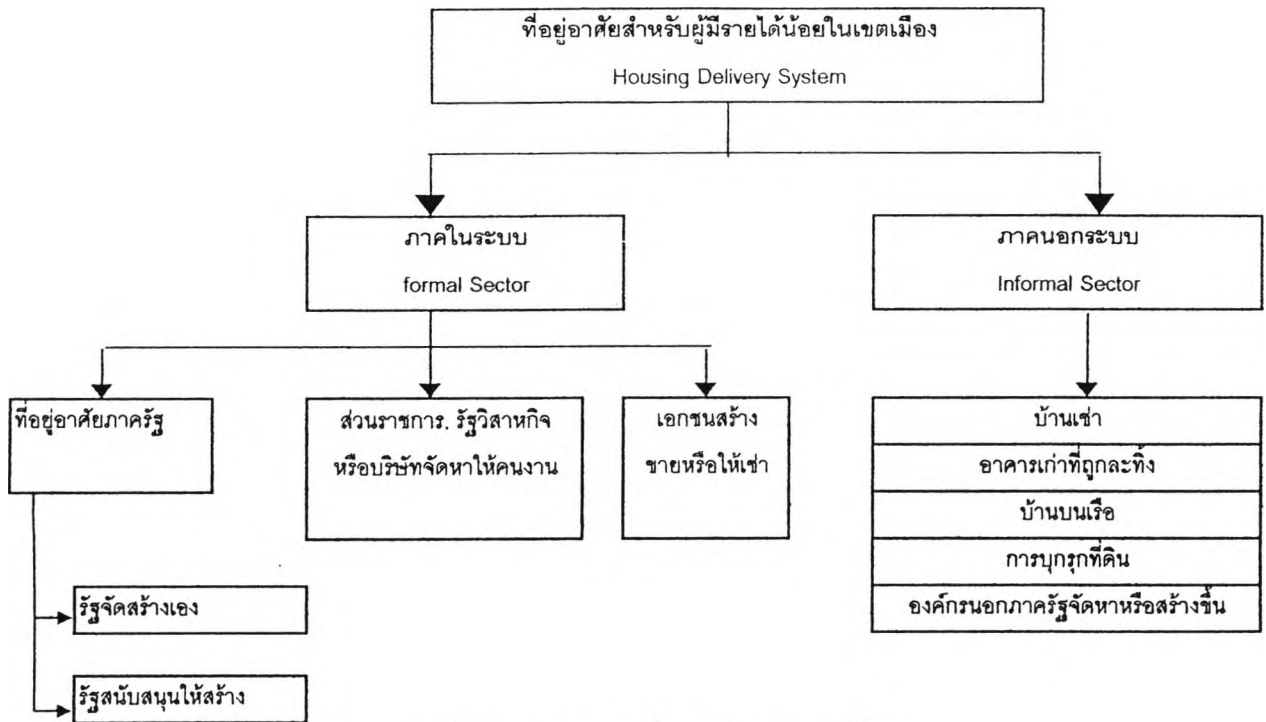 ที่อยู่อาศัยสำหรับผู้มีรายได้น้อยในเขตเมือง
Housing Delivery System
ภาคในระบบ
formal Sector
ภาคนอกระบบ
Informal Sector
ที่อยู่อาศัยภาครัฐ
ส่วนราชการ. รัฐวิสาหกิจ
หรือบริษัทจัดหาให้คนงาน
เอกชนสร้าง
ขายหรือให้เช่า
บ้านเช่า
อาคารเก่าที่ถูกละทิ้ง
บ้านบนเรือ
การบุกรุกที่ดิน
องค์กรนอกภาครัฐจัดหาหรือสร้างขึ้น
รัฐจัดสร้างเอง
รัฐสนับสนุนให้สร้าง